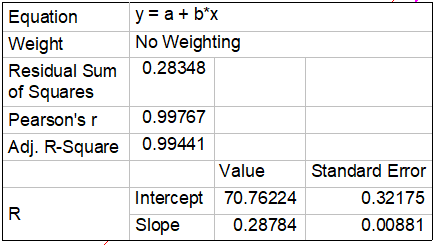 Equation y = a + b*x
Weight No Weighting
Residual Sum of Squares 0.28348
Pearson's r 0.99767
Adj. R-Square 0.99441
Value Standard Error
R Intercept 70.76224 0.32175
Slope 0.28784 0.00881